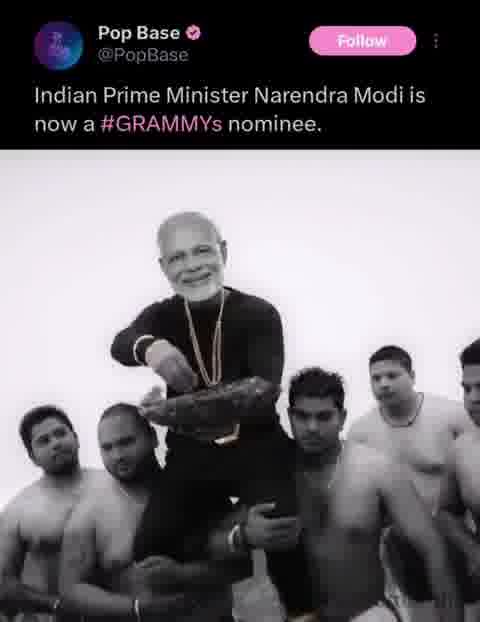 Pop Base
@PopBase
Follow
Indian Prime Minister Narendra Modi is
now a #GRAMMYs nominee.